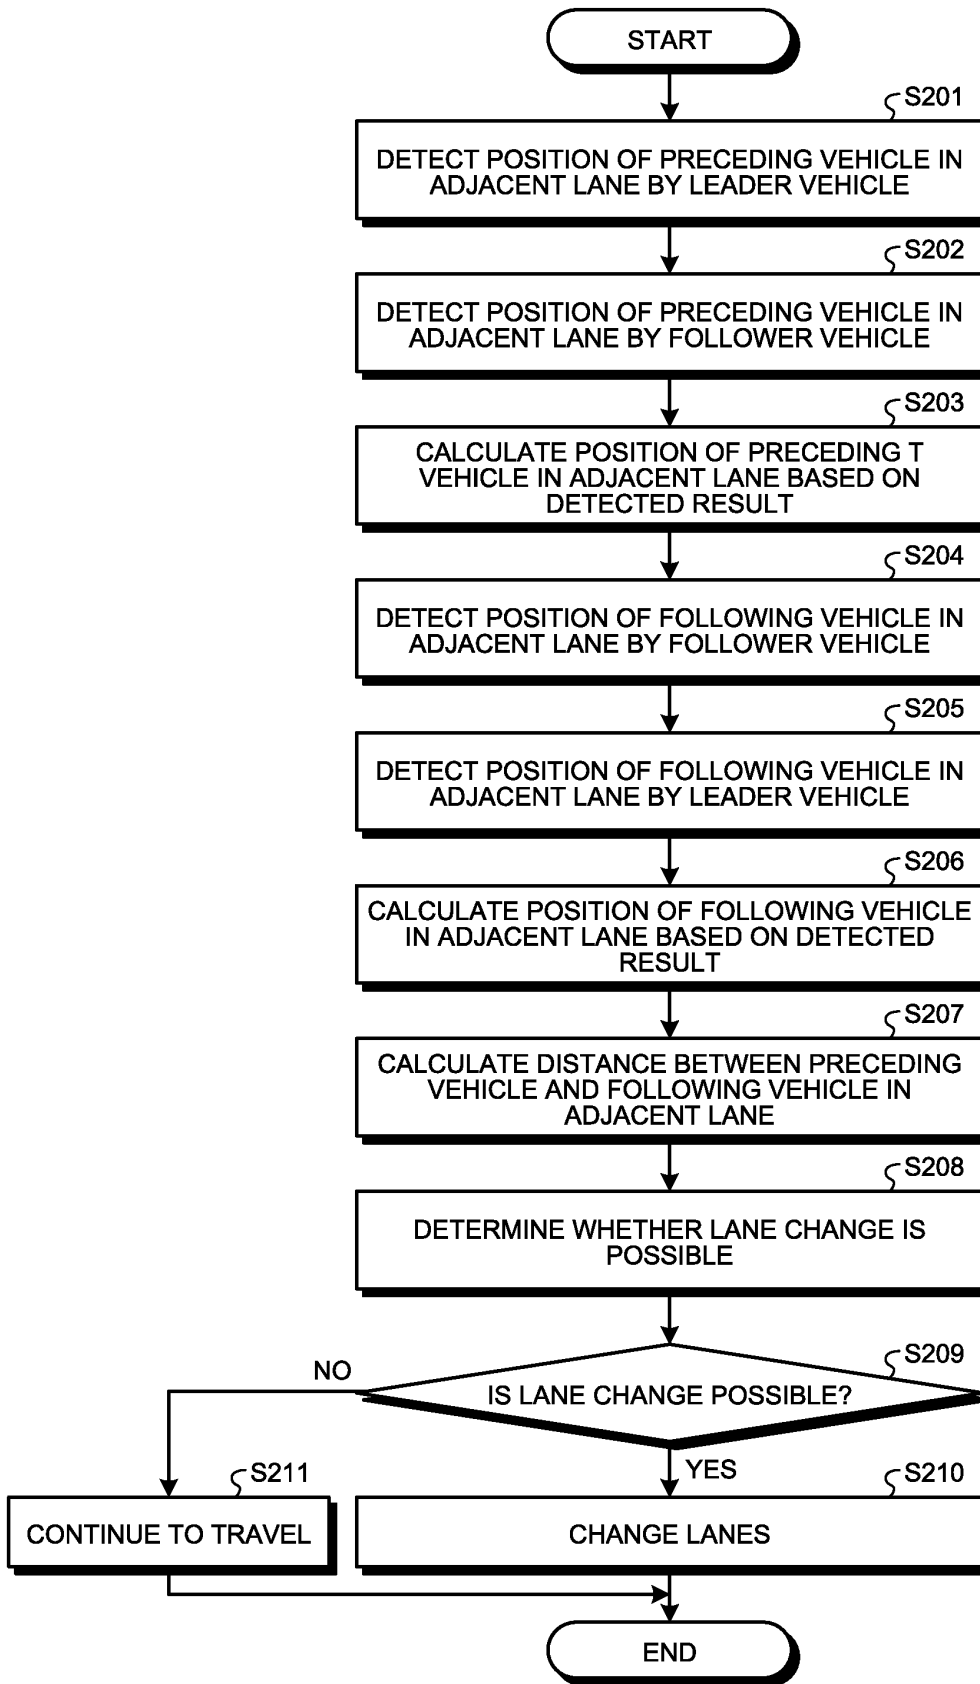 START
S201
DETECT POSITION OF PRECEDING VEHICLE IN
ADJACENT LANE BY LEADER VEHICLE
S202
DETECT POSITION OF PRECEDING VEHICLE IN
ADJACENT LANE BY FOLLOWER VEHICLE
S203
CALCULATE POSITION OF PRECEDING T
VEHICLE IN ADJACENT LANE BASED ON
DETECTED RESULT
S204
DETECT POSITION OF FOLLOWING VEHICLE IN
ADJACENT LANE BY FOLLOWER VEHICLE
S205
DETECT POSITION OF FOLLOWING VEHICLE IN
ADJACENT LANE BY LEADER VEHICLE
S206
CALCULATE POSITION OF FOLLOWING VEHICLE
IN ADJACENT LANE BASED ON DETECTED
RESULT
S207
CALCULATE DISTANCE BETWEEN PRECEDING
VEHICLE AND FOLLOWING VEHICLE IN
ADJACENT LANE
S208
DETERMINE WHETHER LANE CHANGE IS
POSSIBLE
S209
NO
IS LANE CHANGE POSSIBLE?
YES
S211
S210
CONTINUE TO TRAVEL
CHANGE LANES
END